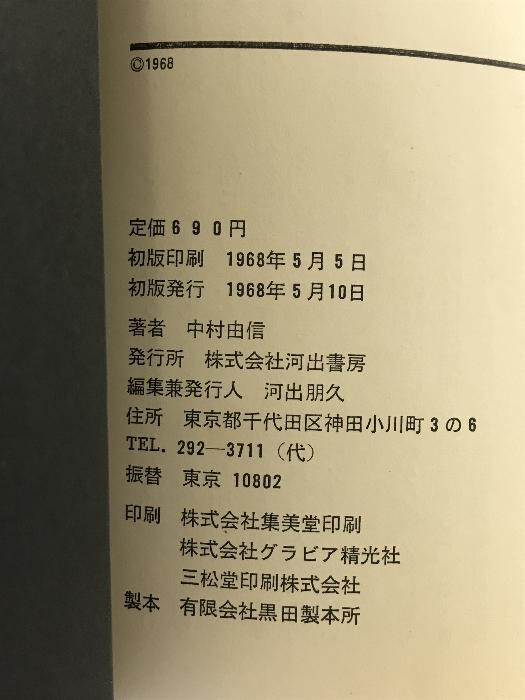 ©1968
定価690円
初版印刷　1968年5月5日
初版発行　1968年5月10日
著者　中村由信
発行所　株式会社河出書房
編集兼発行人　河出朋久
住所　東京都千代田区神田小川町3の6
TEL. 292―3711（代）
振替　東京 10802
印刷　株式会社集美堂印刷
株式会社グラビア精光社
三松堂印刷株式会社
製本　有限会社黒田製本所